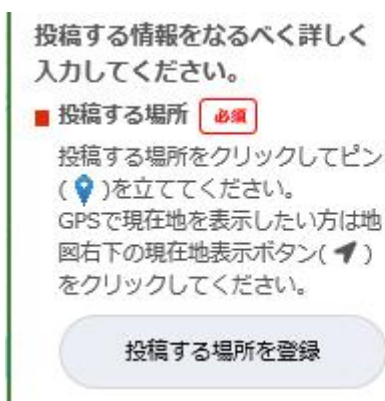 投稿する情報をなるべく詳しく
入力してください。
投稿する場所 必須
投稿する場所をクリックしてピン
( )を立ててください。
GPSで現在地を表示したい方は地
図右下の現在地表示ボタン( )
をクリックしてください。
投稿する場所を登録